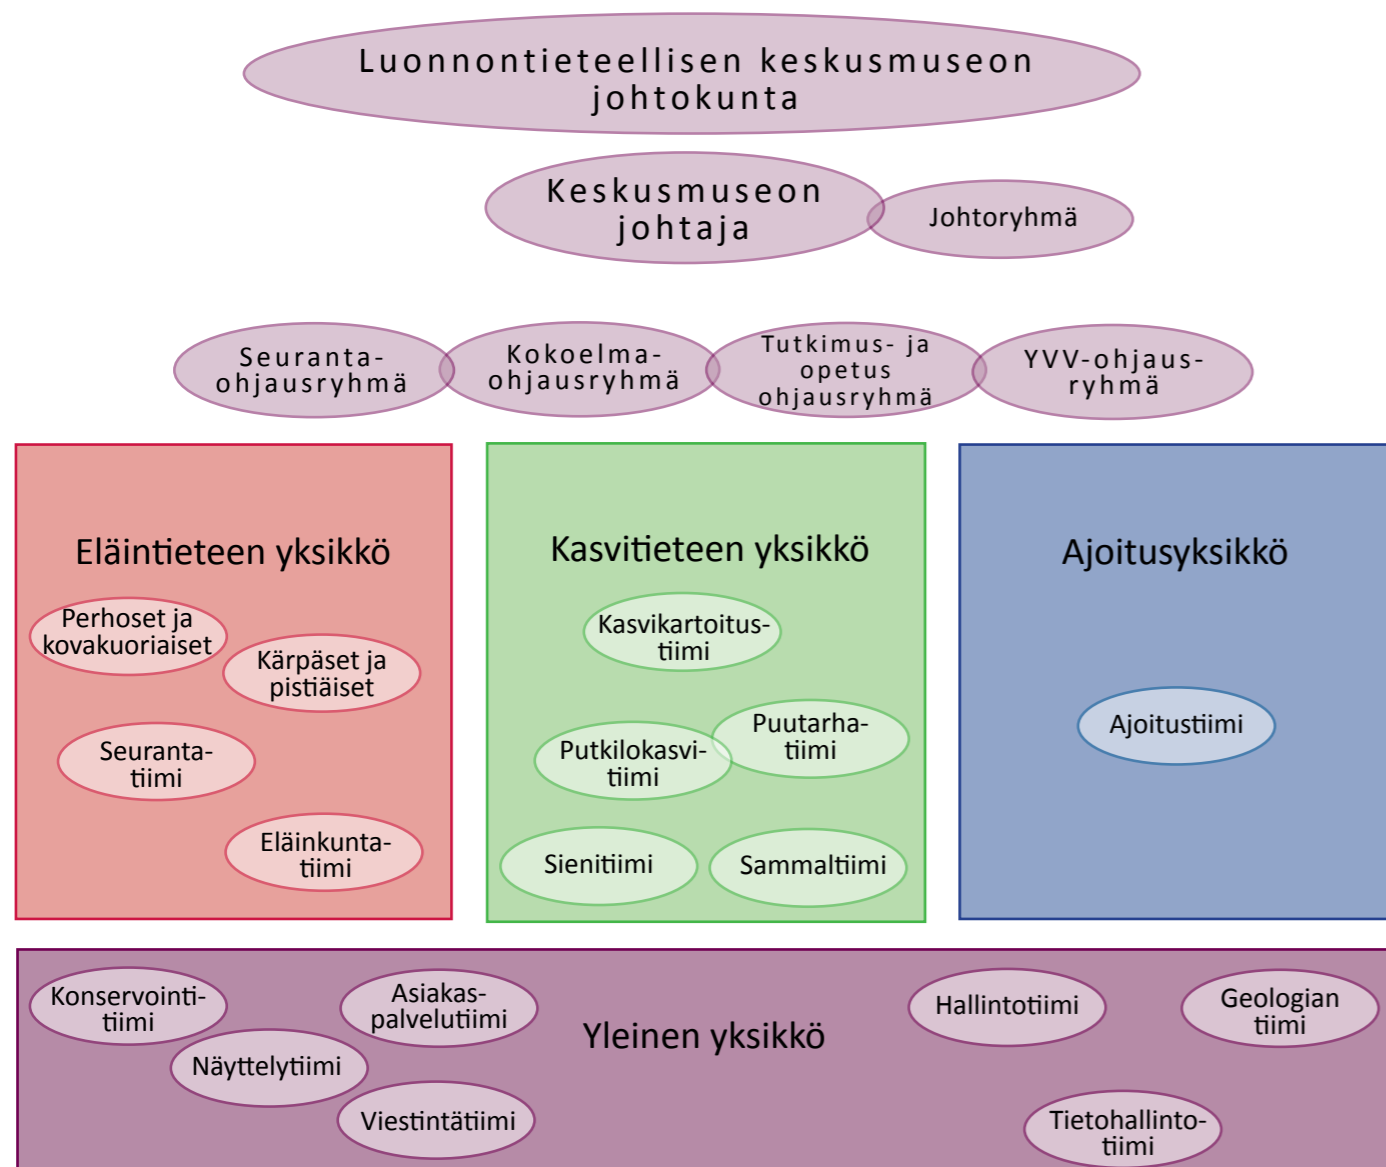 Luonnontieteellisen keskusmuseon
johtokunta
Keskusmuseon
johtaja
Johtoryhmä
Seuranta-
ohjausryhmä
Kokoelma-
ohjausryhmä
Tutkimus- ja
opetus
ohjausryhmä
YVV-ohjaus-
ryhmä
Eläintieteen yksikkö
Perhoset ja
kovakuoriaiset
Kärpäset ja
pistiäiset
Seuranta-
tiimi
Eläinkunta-
tiimi
Kasvitieteen yksikkö
Kasvikartoitus-
tiimi
Puutarha-
tiimi
Putkilokasvi-
tiimi
Sienitiimi
Sammaltiimi
Ajoitusyksikkö
Ajoitustiimi
Yleinen yksikkö
Konservointi-
tiimi
Asiakas-
palvelutiimi
Näyttelytiimi
Viestintätiimi
Hallintotiimi
Geologian
tiimi
Tietohallinto-
tiimi